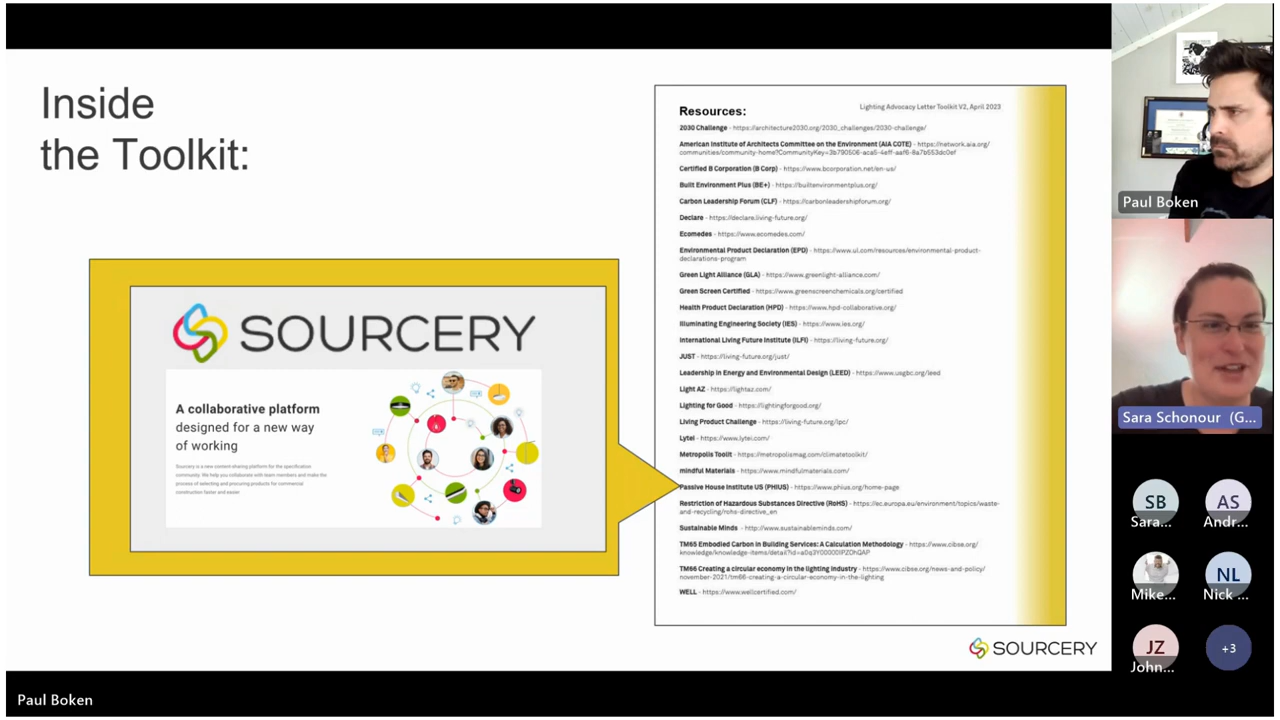 Inside
the Toolkit:
SOURCERY
A collaborative platform
designed for a new way
of working
Sourcery is a new content-sharing platform for the specification
community. We help you collaborate with team members and make the
process of selecting and procuring products for commercial
construction faster and easier
Lighting Advocacy Letter Toolkit V2, April 2023
Resources:
2030 Challenge - https://architecture2030.org/2030_challenges/2030-challenge/
American Institute of Architects Committee on the Environment (AIA COTE) - https://network.aia.org/
communities/community-home?CommunityKey=3b790506-aca5-4eff-aaf6-8a7b553dc0ef
Certified B Corporation (B Corp) - https://www.bcorporation.net/en-us/
Built Environment Plus (BE+) - https://builtenvironmentplus.org/
Carbon Leadership Forum (CLF) - https://carbonleadershipforum.org/
Declare - https://declare.living-future.org/
Ecomedes - https://www.ecomedes.com/
Environmental Product Declaration (EPD) - https://www.ul.com/resources/environmental-product-
declarations-program
Green Light Alliance (GLA) - https://www.greenlight-alliance.com/
Green Screen Certified - https://www.greenscreenchemicals.org/certified
Health Product Declaration (HPD) - https://www.hpd-collaborative.org/
Illuminating Engineering Society (IES) - https://www.ies.org/
International Living Future Institute (ILFI) - https://living-future.org/
JUST - https://living-future.org/just/
Leadership in Energy and Environmental Design (LEED) - https://www.usgbc.org/leed
Light AZ - https://lightaz.com/
Lighting for Good - https://lightingforgood.org/
Living Product Challenge - https://living-future.org/lpc/
Lytei - https://www.lytei.com/
Metropolis Toolit - https://metropolismag.com/climatetoolkit/
mindful Materials - https://www.mindfulmaterials.com/
Passive House Institute US (PHIUS) - https://www.phius.org/home-page
Restriction of Hazardous Substances Directive (RoHS) - https://ec.europa.eu/environment/topics/waste-
and-recycling/rohs-directive_en
Sustainable Minds - http://www.sustainableminds.com/
TM65 Embodied Carbon in Building Services: A Calculation Methodology - https://www.cibse.org/
knowledge/knowledge-items/detail?id=a0q3Y00000IPZOhQAP
TM66 Creating a circular economy in the lighting industry - https://www.cibse.org/news-and-policy/
november-2021/tm66-creating-a-circular-economy-in-the-lighting
WELL - https://www.wellcertified.com/
SOURCERY
Paul Boken
Paul Boken
Sara Schonour (G...
SB
AS
Sara...
Andr...
NL
Mike...
Nick ...
JZ
+3
John...